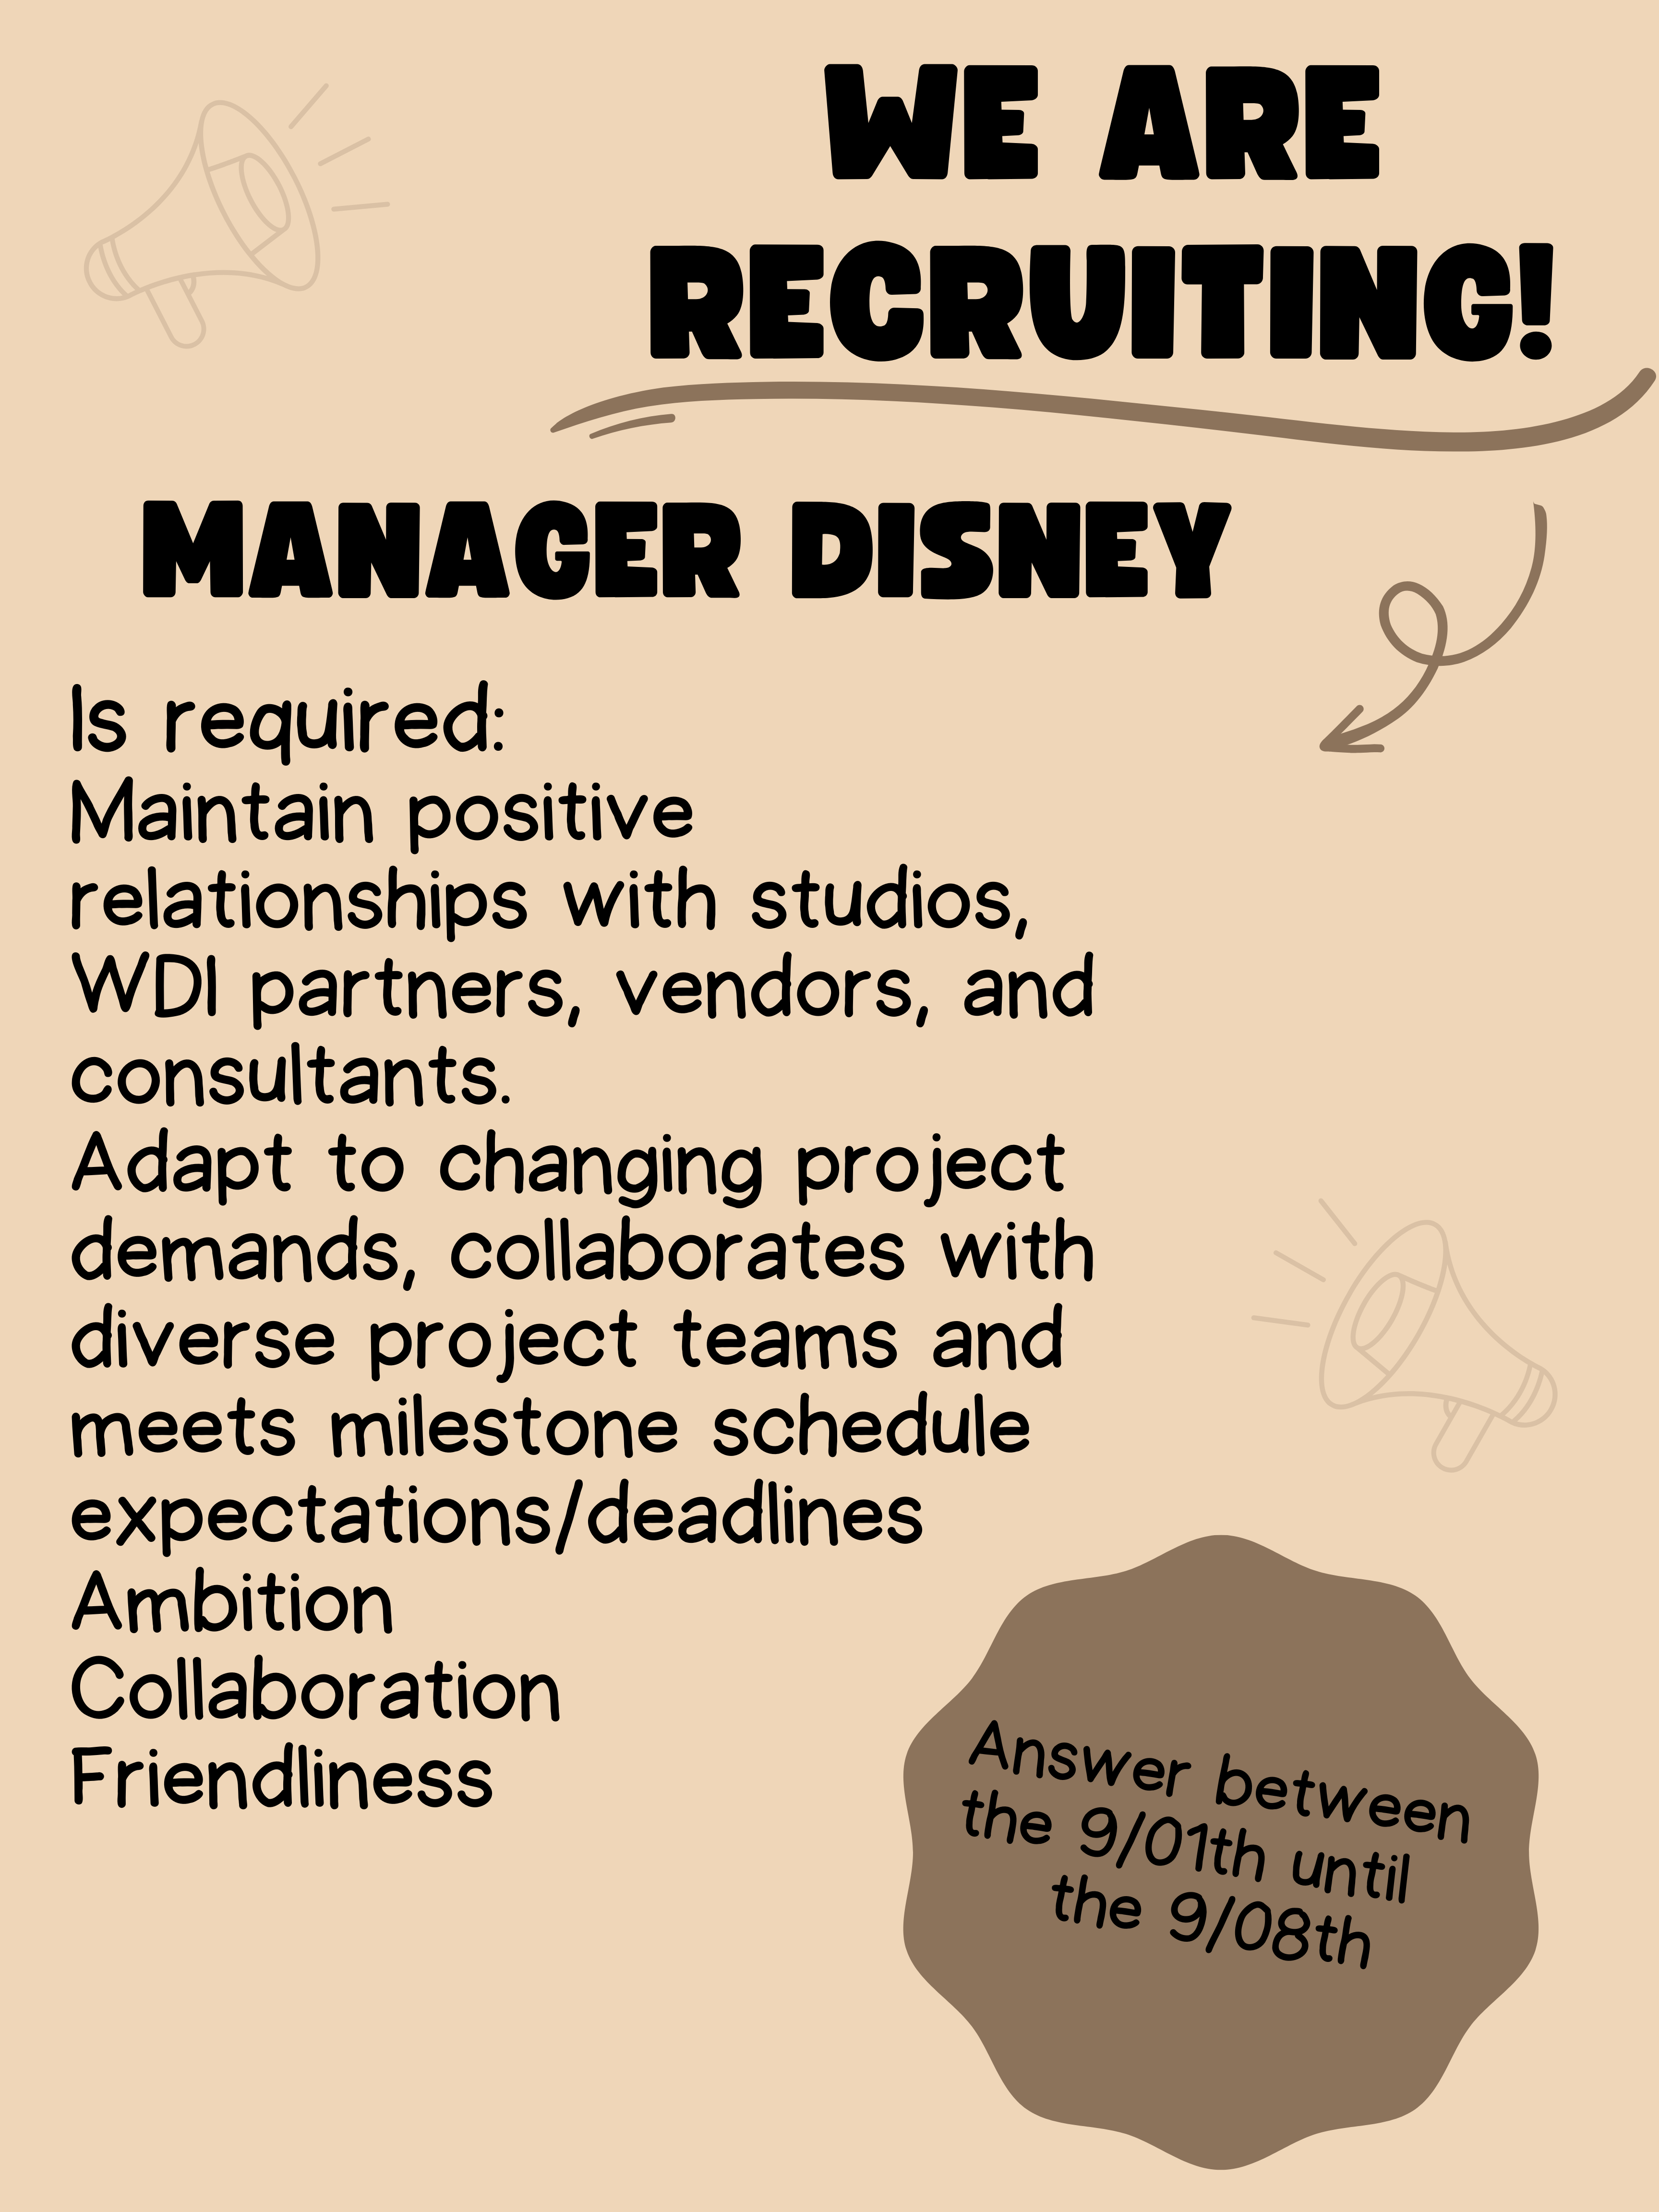 WE ARE
RECRUITING!
MANAGER DISNEY
Is required:
Maintain positive
relationships with studios,
WDI partners, vendors, and
consultants.
Adapt to changing project
demands, collaborates with
diverse project teams and
meets milestone schedule
expectations/deadlines
Ambition
Collaboration
Friendliness
Answer between
the 9/01th until
the 9/08th